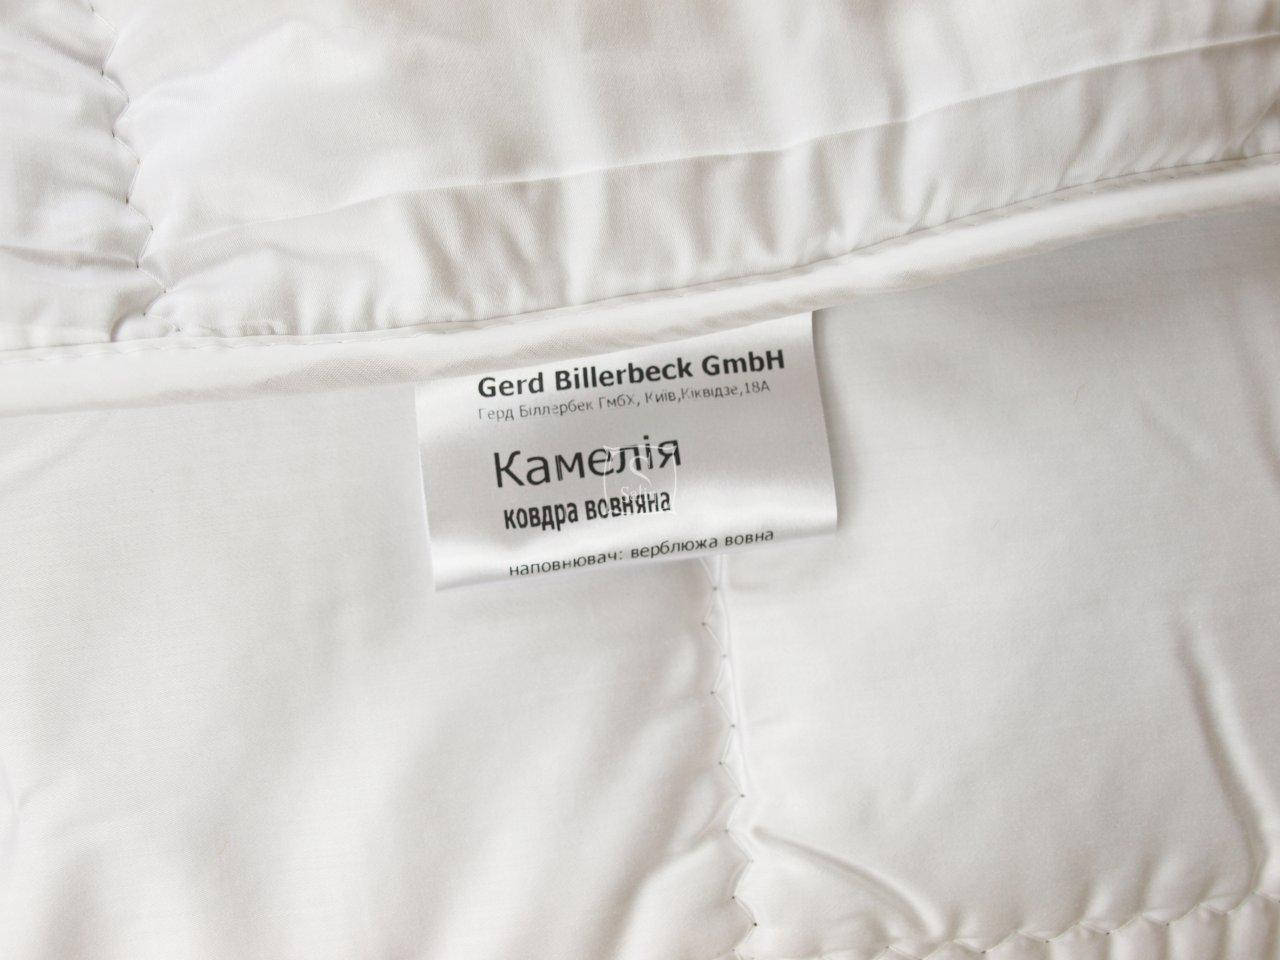 Gerd Billerbeck GmbH
Герд Біллербек Гмбх, Київ,Кіквідзе,18А
Камелія
ковдра вовняна
наповнювач: верблюжа вовна